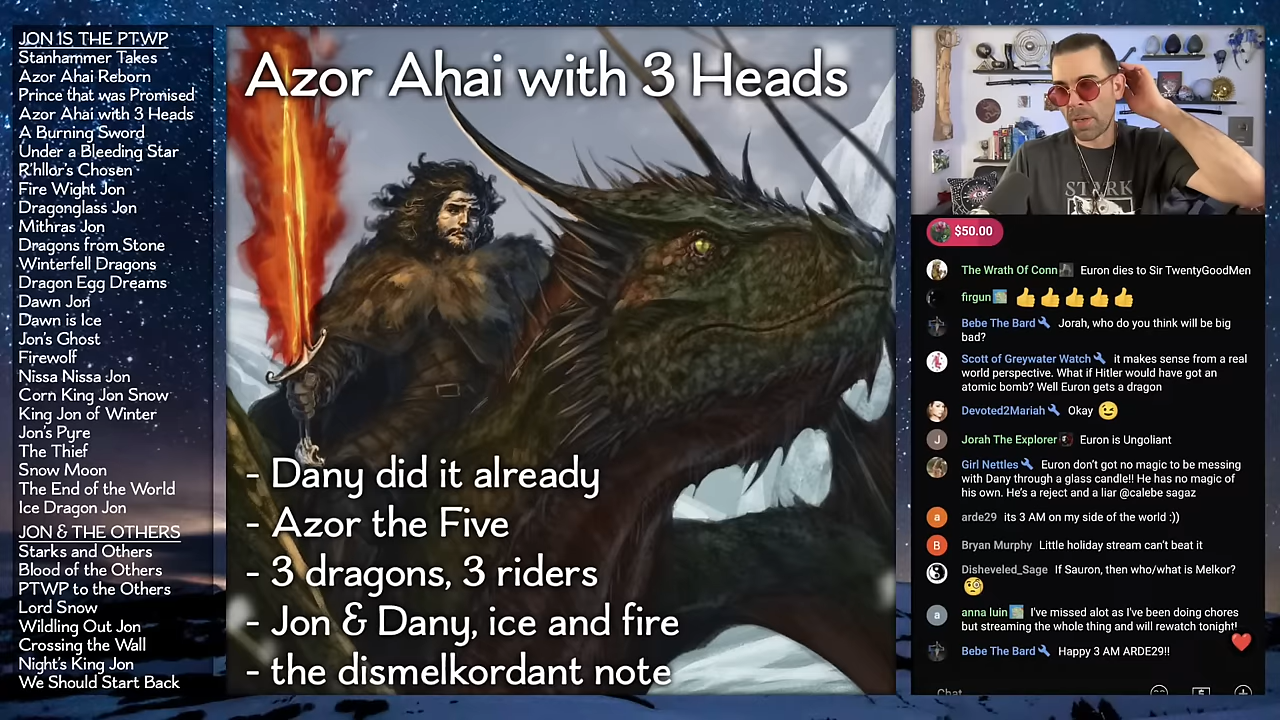 JON IS THE PTWP
Stanhammer Takes
Azor Ahai Reborn
Prince that was Promised
Azor Ahai with 3 Heads
A Burning Sword
Under a Bleeding Star
R'hllor's Chosen
Fire Wight Jon
Dragonglass Jon
Mithras Jon
Dragons from Stone
Winterfell Dragons
Dragon Egg Dreams
Dawn Jon
Dawn is Ice
Jon's Ghost
Firewolf
Nissa Nissa Jon
Corn King Jon Snow
King Jon of Winter
Jon's Pyre
The Thief
Snow Moon
The End of the World
Ice Dragon Jon
JON & THE OTHERS
Starks and Others
Blood of the Others
PTWP to the Others
Lord Snow
Wildling Out Jon
Crossing the Wall
Night's King Jon
We Should Start Back
Azor Ahai with 3 Heads
- Dany did it already
- Azor the Five
- 3 dragons, 3 riders
- Jon & Dany, ice and fire
- the dismelkordant note
STARK
$50.00
The Wrath Of Conn Euron dies to Sir TwentyGoodMen
firgun 👍👍👍👍👍
Bebe The Bard Jorah, who do you think will be big
bad?
Scott of Greywater Watch it makes sense from a real
world perspective. What if Hitler would have got an
atomic bomb? Well Euron gets a dragon
Devoted2Mariah Okay 😉
J Jorah The Explorer Euron is Ungoliant
Girl Nettles Euron don't got no magic to be messing
with Dany through a glass candle!! He has no magic of
his own. He's a reject and a liar @calebe sagaz
a arde29 its 3 AM on my side of the world :))
B Bryan Murphy Little holiday stream can't beat it
Disheveled_Sage If Sauron, then who/what is Melkor?
🧐
a anna luin I've missed alot as I've been doing chores
but streaming the whole thing and will rewatch tonight!
Bebe The Bard Happy 3 AM ARDE29!!
Chat